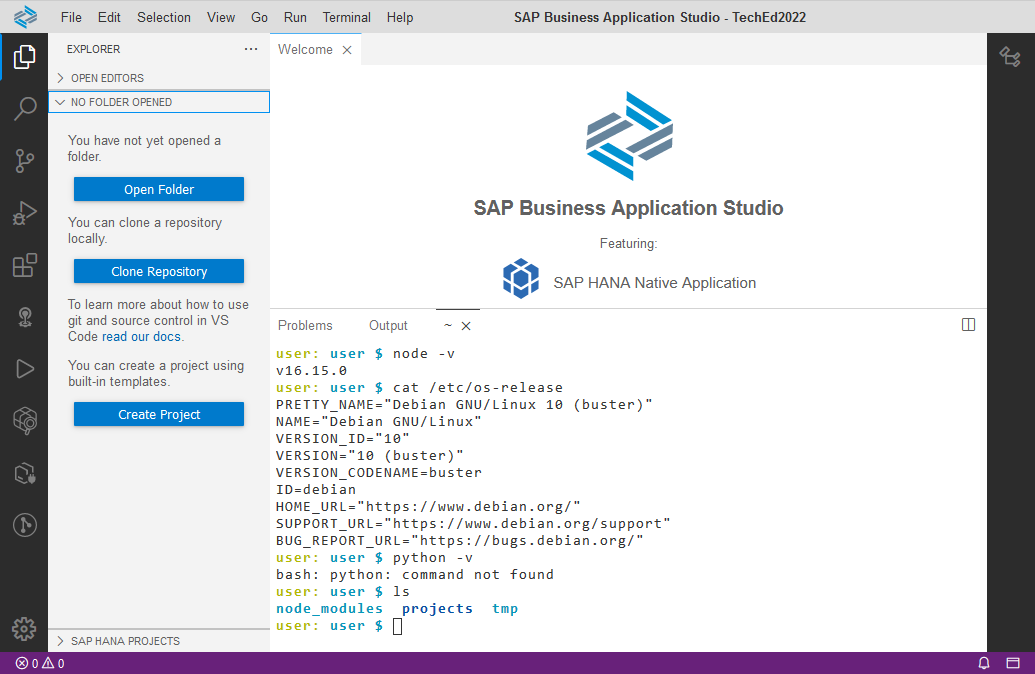 File Edit Selection View Go Run Terminal Help SAP Business Application Studio - TechEd2022
EXPLORER
OPEN EDITORS
NO FOLDER OPENED
You have not yet opened a
folder.
Open Folder
You can clone a repository
locally.
Clone Repository
To learn more about how to use
git and source control in VS
Code read our docs.
You can create a project using
built-in templates.
Create Project
SAP HANA PROJECTS
Welcome
SAP Business Application Studio
Featuring:
SAP HANA Native Application
Problems Output ~
user: user $ node -v
v16.15.0
user: user $ cat /etc/os-release
PRETTY_NAME="Debian GNU/Linux 10 (buster)"
NAME="Debian GNU/Linux"
VERSION_ID="10"
VERSION="10 (buster)"
VERSION_CODENAME=buster
ID=debian
HOME_URL="https://www.debian.org/"
SUPPORT_URL="https://www.debian.org/support"
BUG_REPORT_URL="https://bugs.debian.org/"
user: user $ python -v
bash: python: command not found
user: user $ ls
node_modules projects tmp
user: user $
0 0